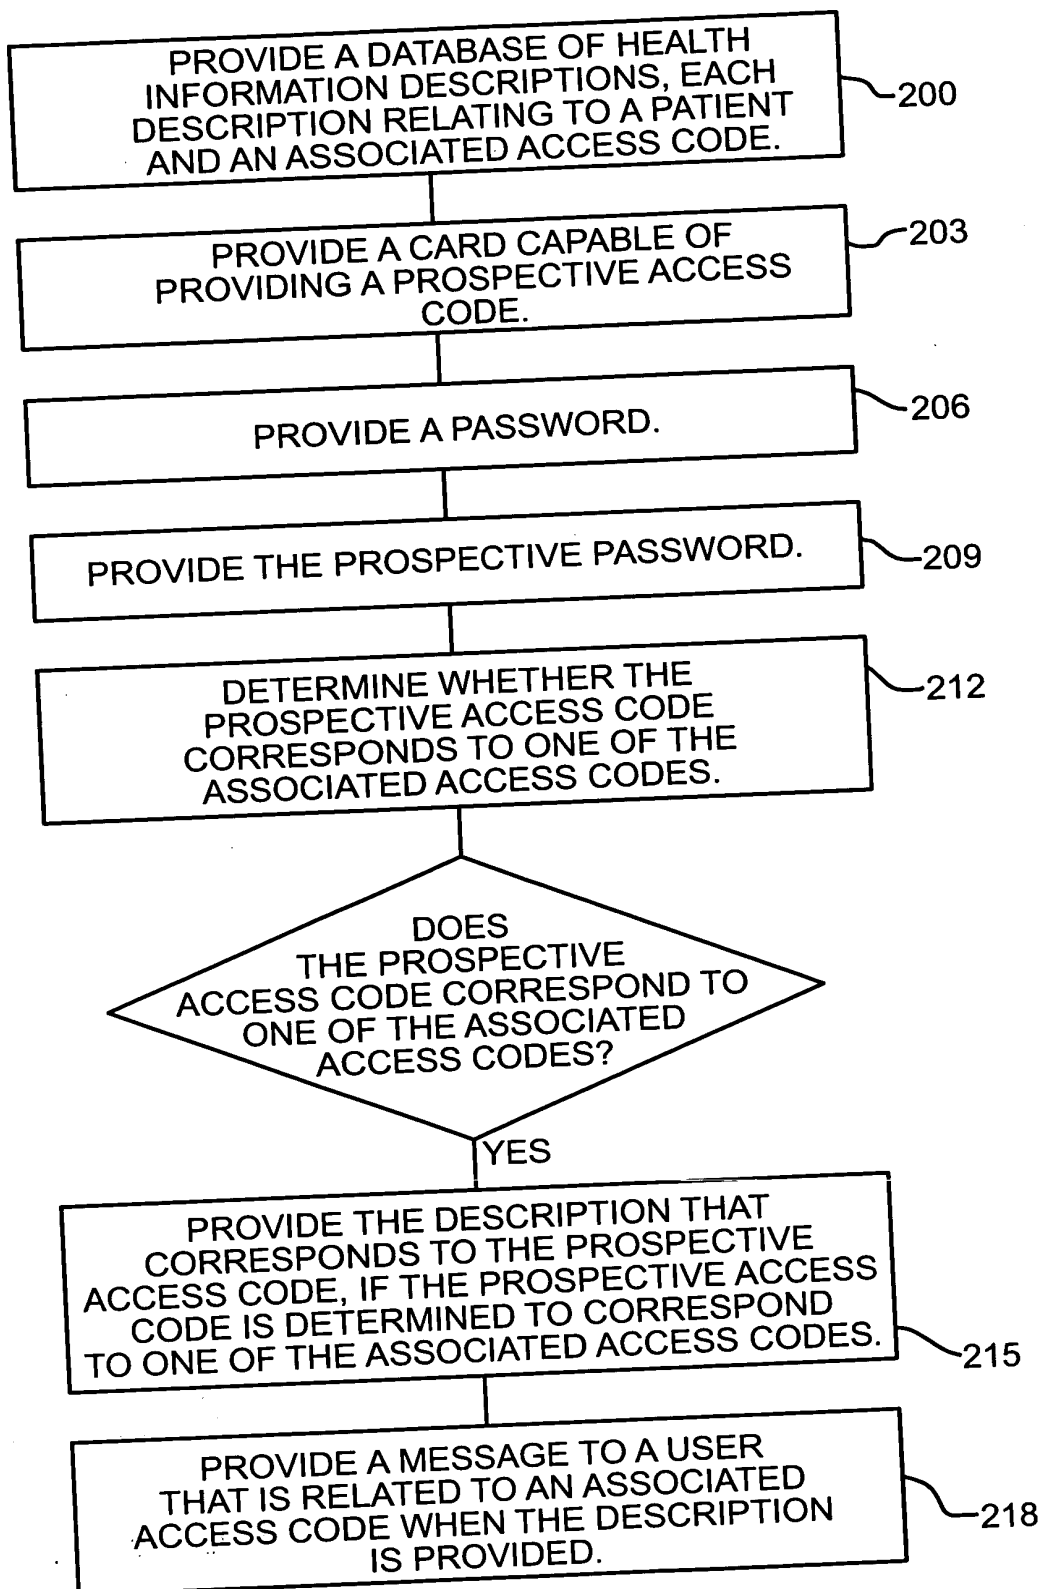 PROVIDE A DATABASE OF HEALTH
INFORMATION DESCRIPTIONS, EACH
DESCRIPTION RELATING TO A PATIENT
AND AN ASSOCIATED ACCESS CODE.
200
PROVIDE A CARD CAPABLE OF
PROVIDING A PROSPECTIVE ACCESS
CODE.
203
PROVIDE A PASSWORD.
206
PROVIDE THE PROSPECTIVE PASSWORD.
209
DETERMINE WHETHER THE
PROSPECTIVE ACCESS CODE
CORRESPONDS TO ONE OF THE
ASSOCIATED ACCESS CODES.
212
DOES
THE PROSPECTIVE
ACCESS CODE CORRESPOND TO
ONE OF THE ASSOCIATED
ACCESS CODES?
YES
PROVIDE THE DESCRIPTION THAT
CORRESPONDS TO THE PROSPECTIVE
ACCESS CODE, IF THE PROSPECTIVE ACCESS
CODE IS DETERMINED TO CORRESPOND
TO ONE OF THE ASSOCIATED ACCESS CODES.
215
PROVIDE A MESSAGE TO A USER
THAT IS RELATED TO AN ASSOCIATED
ACCESS CODE WHEN THE DESCRIPTION
IS PROVIDED.
218